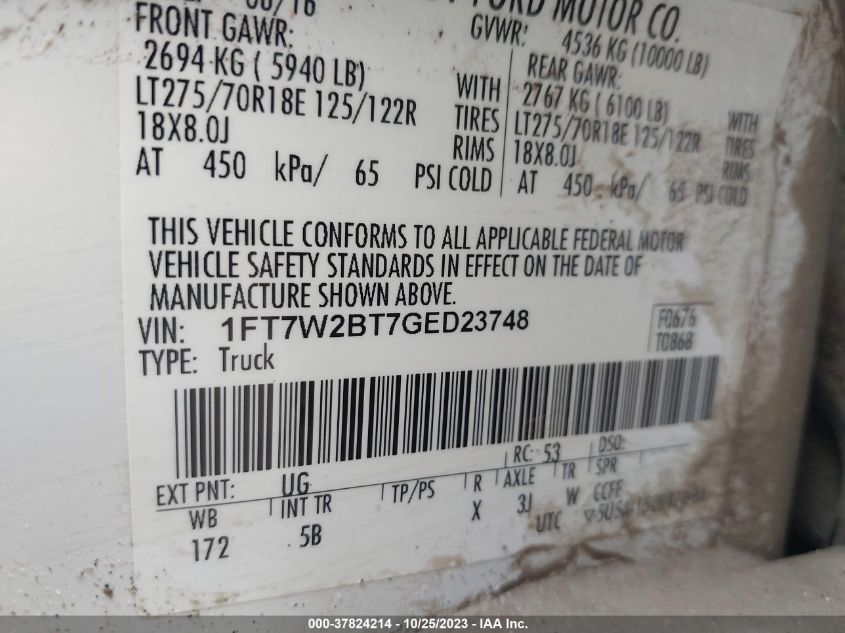 06/16
FORD MOTOR CO.
FRONT GAWR:
GVWR: 4536 KG (10000 LB)
2694 KG ( 5940 LB)
WITH
REAR GAWR:
2767 KG ( 6100 LB)
WITH
LT275/70R18E 125/122R
TIRES
LT275/70R18E 125/122R
TIRES
18X8.0J
RIMS
18X8.0J
RIMS
AT 450 kPa/ 65 PSI COLD
AT 450 kPa/ 65 PSI COLD
THIS VEHICLE CONFORMS TO ALL APPLICABLE FEDERAL MOTOR
VEHICLE SAFETY STANDARDS IN EFFECT ON THE DATE OF
MANUFACTURE SHOWN ABOVE.
VIN: 1FT7W2BT7GED23748
F0676
T0868
TYPE: Truck
RC: 53 DSO:
EXT PNT: UG
WB INT TR TP/PS R AXLE TR SPR
172 5B X 3J W CCFF
UTC
000-37824214 - 10/25/2023 - IAA Inc.